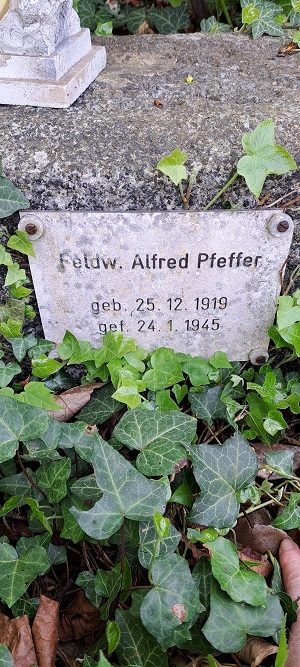 Feldw. Alfred Pfeffer
geb. 25. 12. 1919
gef. 24. 1. 1945